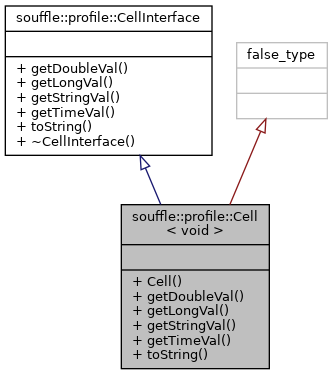 souffle::profile::CellInterface
+ getDoubleVal()
+ getLongVal()
+ getStringVal()
+ getTimeVal()
+ toString()
+ ~CellInterface()
false_type
souffle::profile::Cell
< void >
+ Cell()
+ getDoubleVal()
+ getLongVal()
+ getStringVal()
+ getTimeVal()
+ toString()